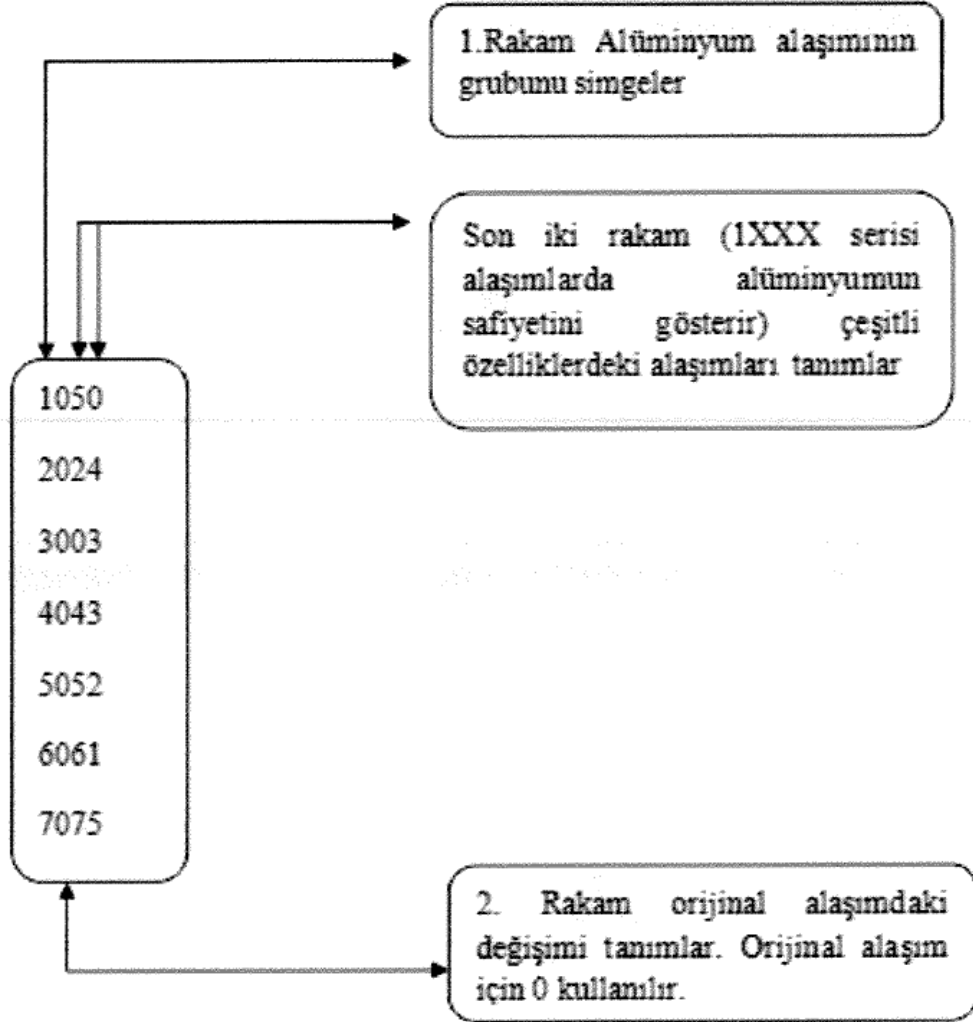 1.Rakam Alüminyum alaşımının
grubunu simgeler
Son iki rakam (1XXX serisi
alaşımlarda alüminyumun
safiyetini gösterir) çeşitli
özelliklerdeki alaşımları tanımlar
1050
2024
3003
4043
5052
6061
7075
2. Rakam orijinal alaşımdaki
değişimi tanımlar. Orijinal alaşım
için 0 kullanılır.